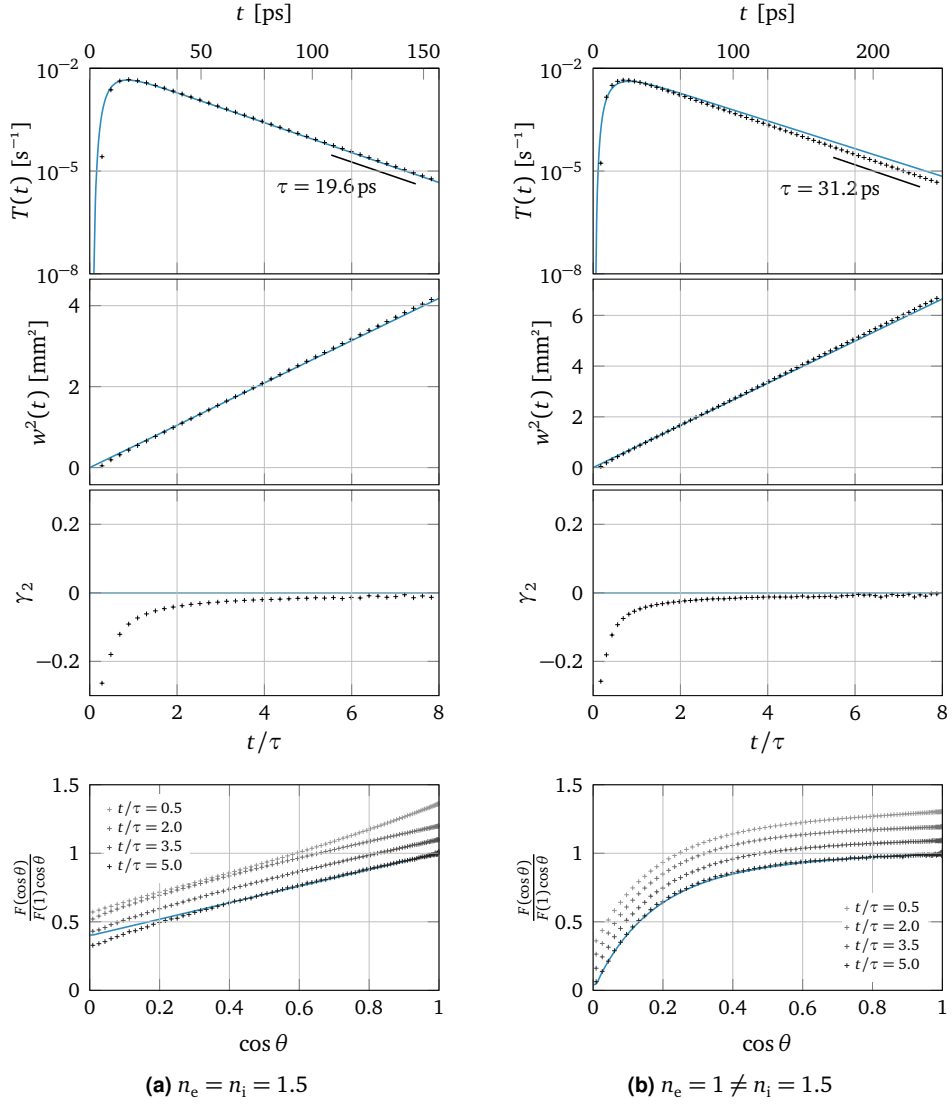 t [ps]
0 50 100 150
10⁻²
10⁻⁵
10⁻⁸
T(t) [s⁻¹]
τ = 19.6 ps
4
2
0
w²(t) [mm²]
0.2
0
−0.2
γ₂
0 2 4 6 8
t/τ
1.5
1
0.5
0
F(cos θ)
F(1) cos θ
t/τ = 0.5
t/τ = 2.0
t/τ = 3.5
t/τ = 5.0
0 0.2 0.4 0.6 0.8 1
cos θ
(a) nₑ = nᵢ = 1.5
t [ps]
0 100 200
10⁻²
10⁻⁵
10⁻⁸
T(t) [s⁻¹]
τ = 31.2 ps
6
4
2
0
w²(t) [mm²]
0.2
0
−0.2
γ₂
0 2 4 6 8
t/τ
1.5
1
0.5
0
F(cos θ)
F(1) cos θ
t/τ = 0.5
t/τ = 2.0
t/τ = 3.5
t/τ = 5.0
0 0.2 0.4 0.6 0.8 1
cos θ
(b) nₑ = 1 ≠ nᵢ = 1.5